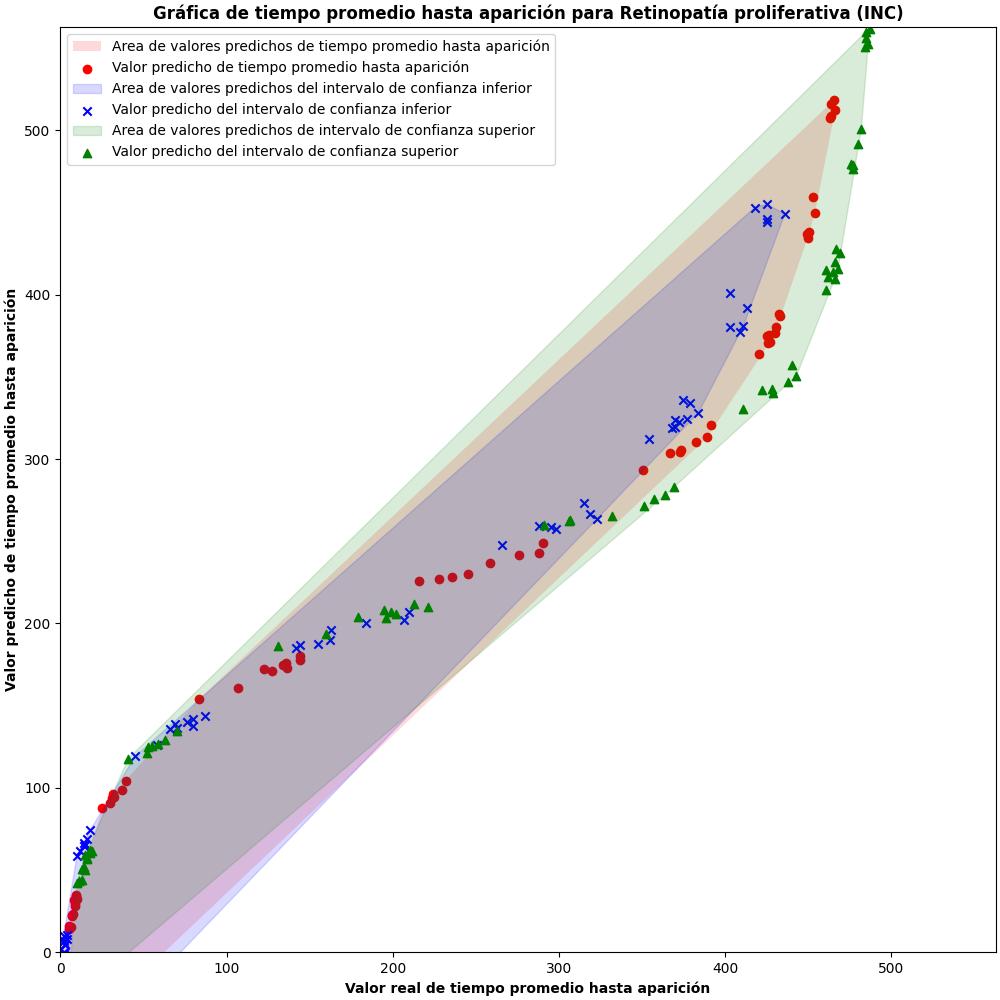 Gráfica de tiempo promedio hasta aparición para Retinopatía proliferativa (INC)
Area de valores predichos de tiempo promedio hasta aparición
Valor predicho de tiempo promedio hasta aparición
Area de valores predichos del intervalo de confianza inferior
Valor predicho del intervalo de confianza inferior
Area de valores predichos de intervalo de confianza superior
Valor predicho del intervalo de confianza superior
Valor predicho de tiempo promedio hasta aparición
500
400
300
200
100
0
0 100 200 300 400 500
Valor real de tiempo promedio hasta aparición